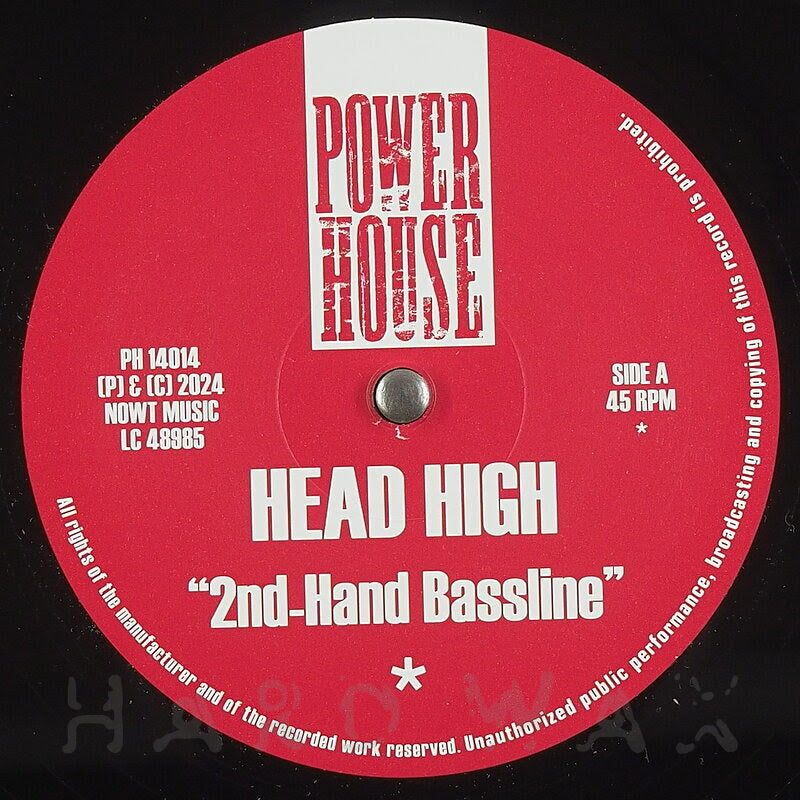 POWER
HOUSE
PH 14014
(P) & (C) 2024
NOWT MUSIC
LC 48985
SIDE A
45 RPM
*
HEAD HIGH
“2nd-Hand Bassline”
*
All rights of the manufacturer and of the recorded work reserved. Unauthorized public performance, broadcasting and copying of this record is prohibited.
HARD WAX